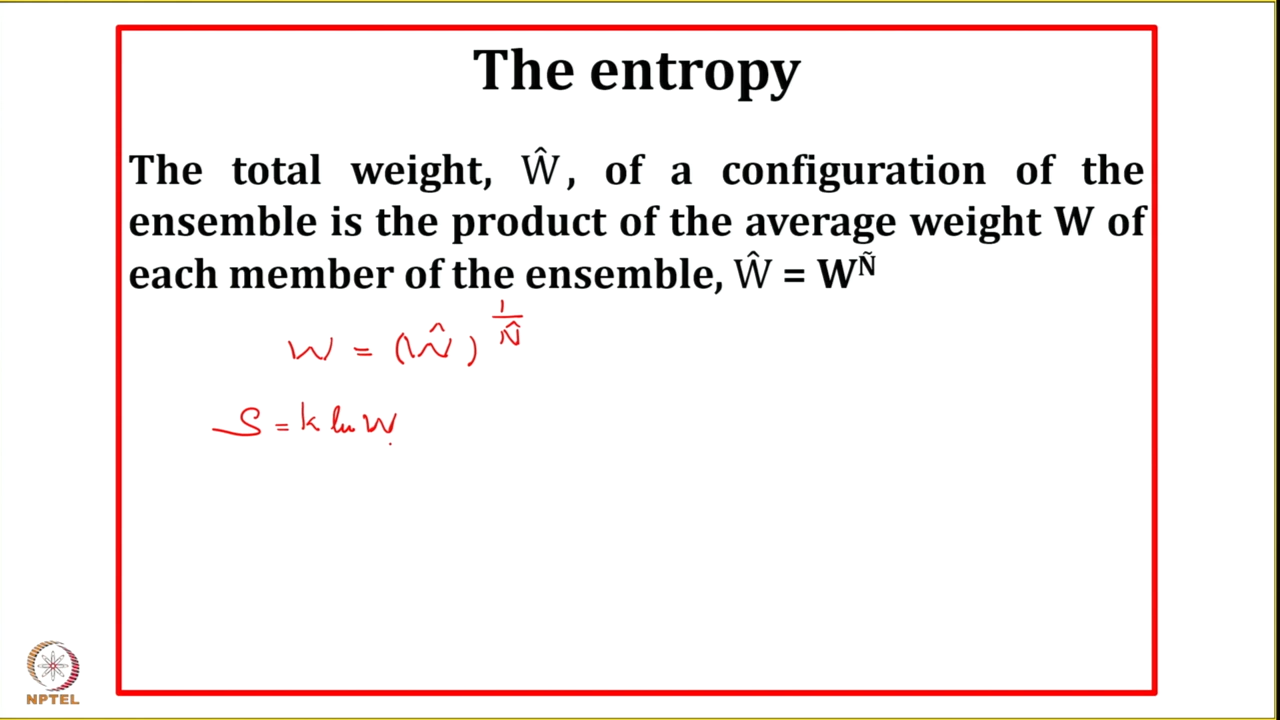 The entropy
The total weight, Ŵ, of a configuration of the
ensemble is the product of the average weight W of
each member of the ensemble, Ŵ = W^Ñ
W = (Ŵ)^(1/N̂)
S = k ln W
NPTEL